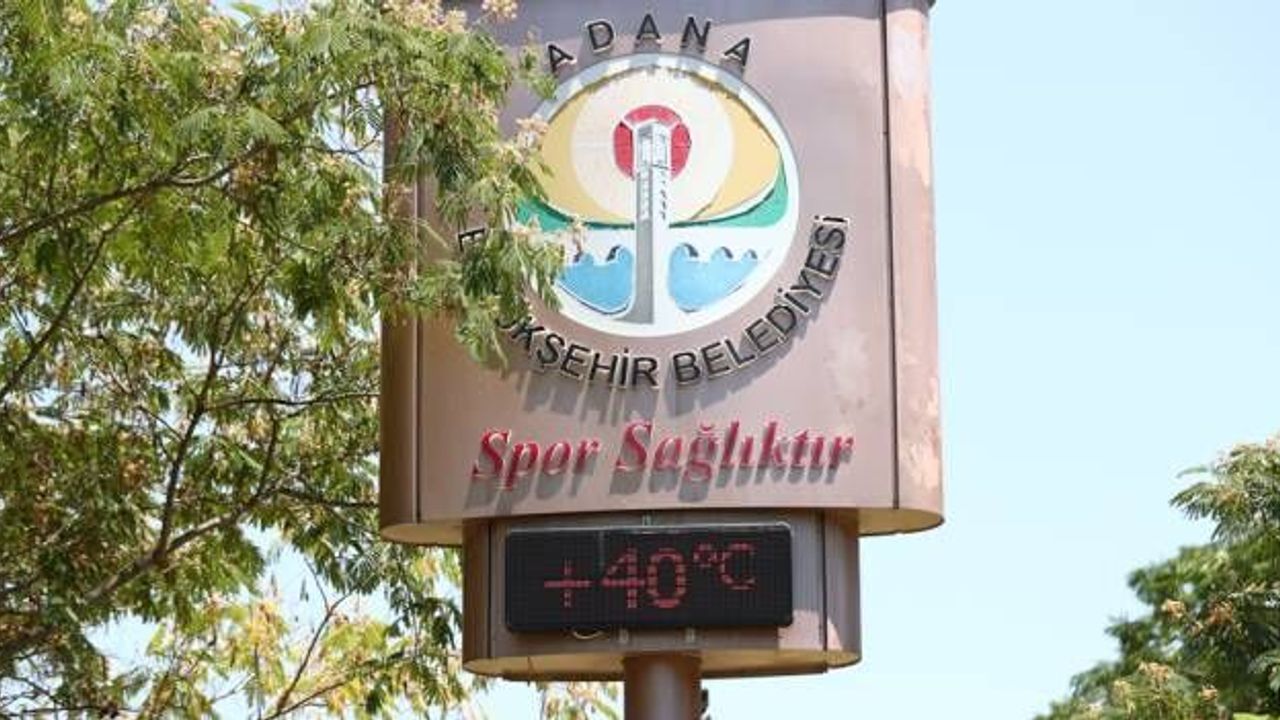 ADANA
BELEDİYESİ
Spor Sağlıktır
+40°C